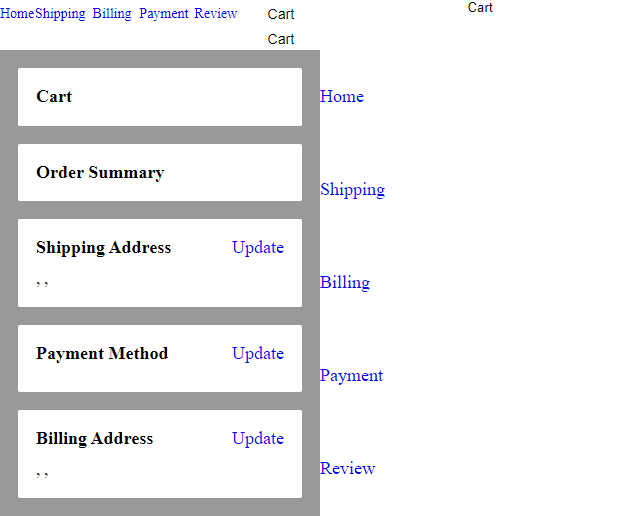 HomeShipping Billing Payment Review Cart Cart
Cart
Cart
Home
Order Summary
Shipping
Shipping Address Update
, ,
Billing
Payment Method Update
Payment
Billing Address Update
, ,
Review